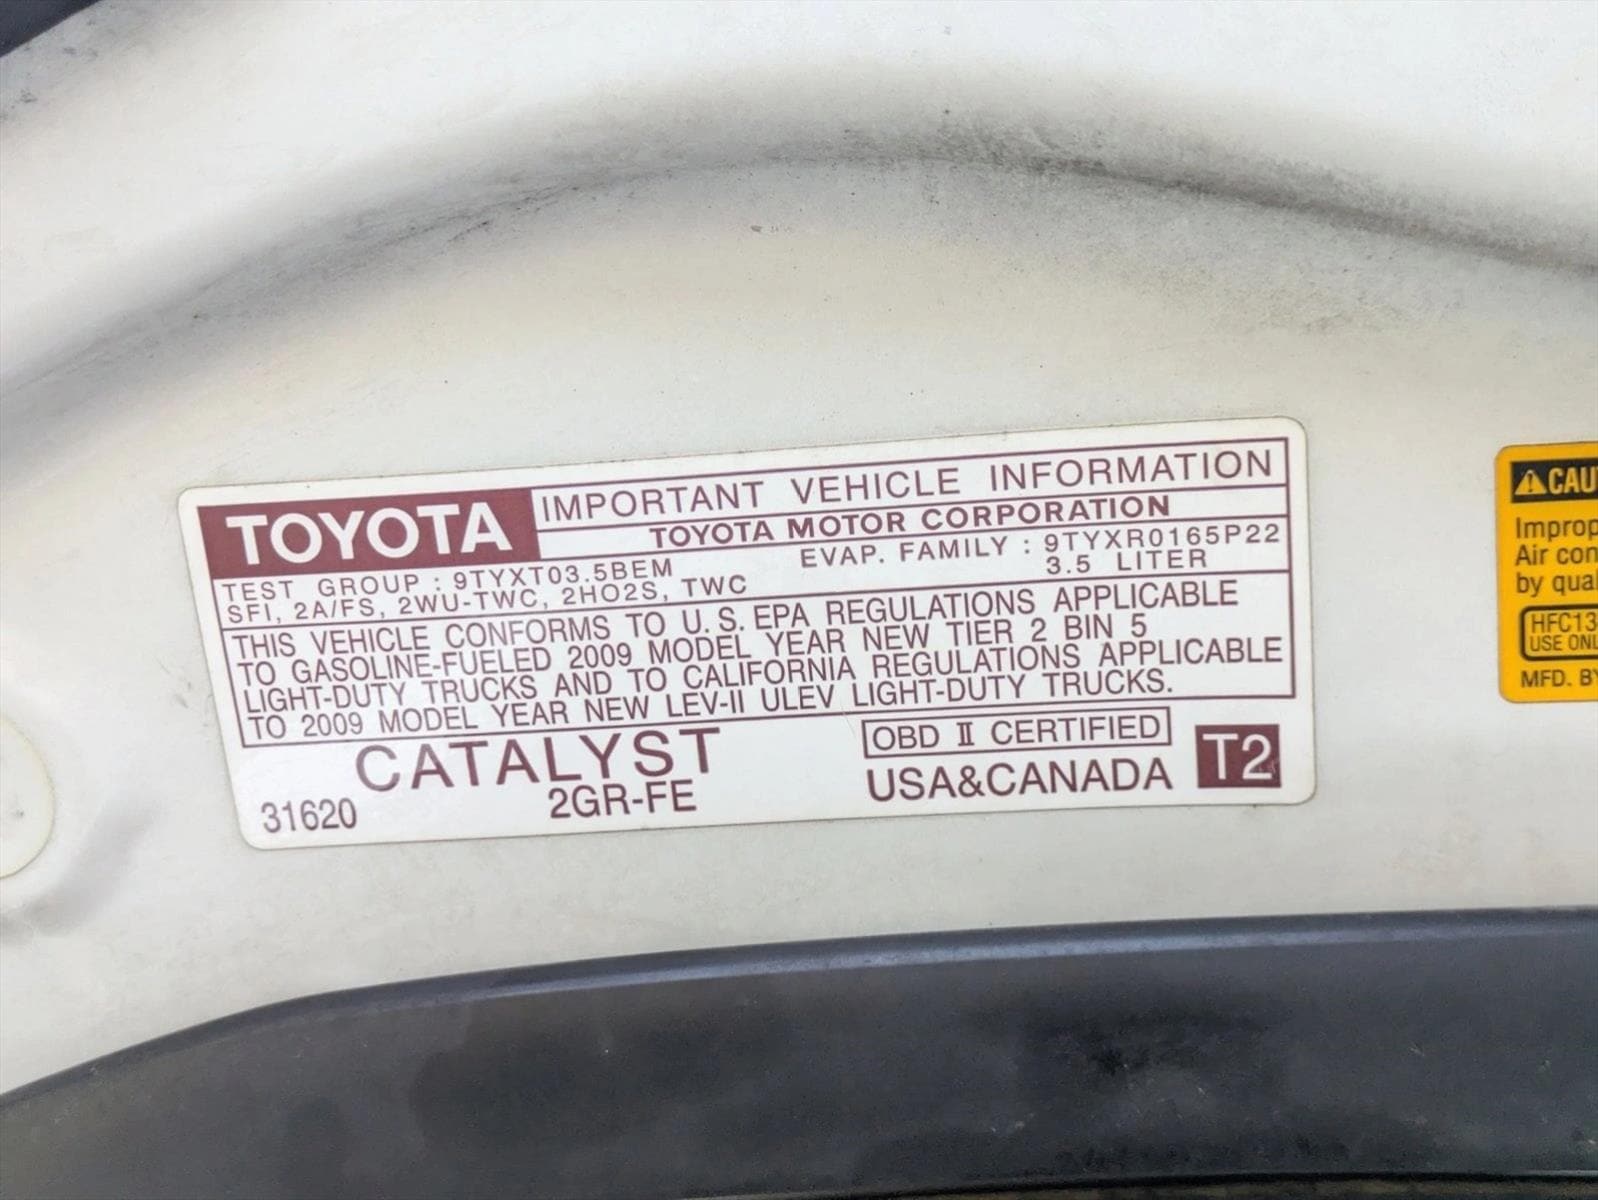 TOYOTA
IMPORTANT VEHICLE INFORMATION
TOYOTA MOTOR CORPORATION
TEST GROUP : 9TYXT03.5BEM
EVAP. FAMILY : 9TYXR0165P22
SFI, 2A/FS, 2WU-TWC, 2HO2S, TWC
3.5 LITER
THIS VEHICLE CONFORMS TO U.S.EPA REGULATIONS APPLICABLE
TO GASOLINE-FUELED 2009 MODEL YEAR NEW TIER 2 BIN 5
LIGHT-DUTY TRUCKS AND TO CALIFORNIA REGULATIONS APPLICABLE
TO 2009 MODEL YEAR NEW LEV-II ULEV LIGHT-DUTY TRUCKS.
CATALYST
OBD II CERTIFIED
T2
31620
2GR-FE
USA&CANADA
Air
by
USE
MFD.